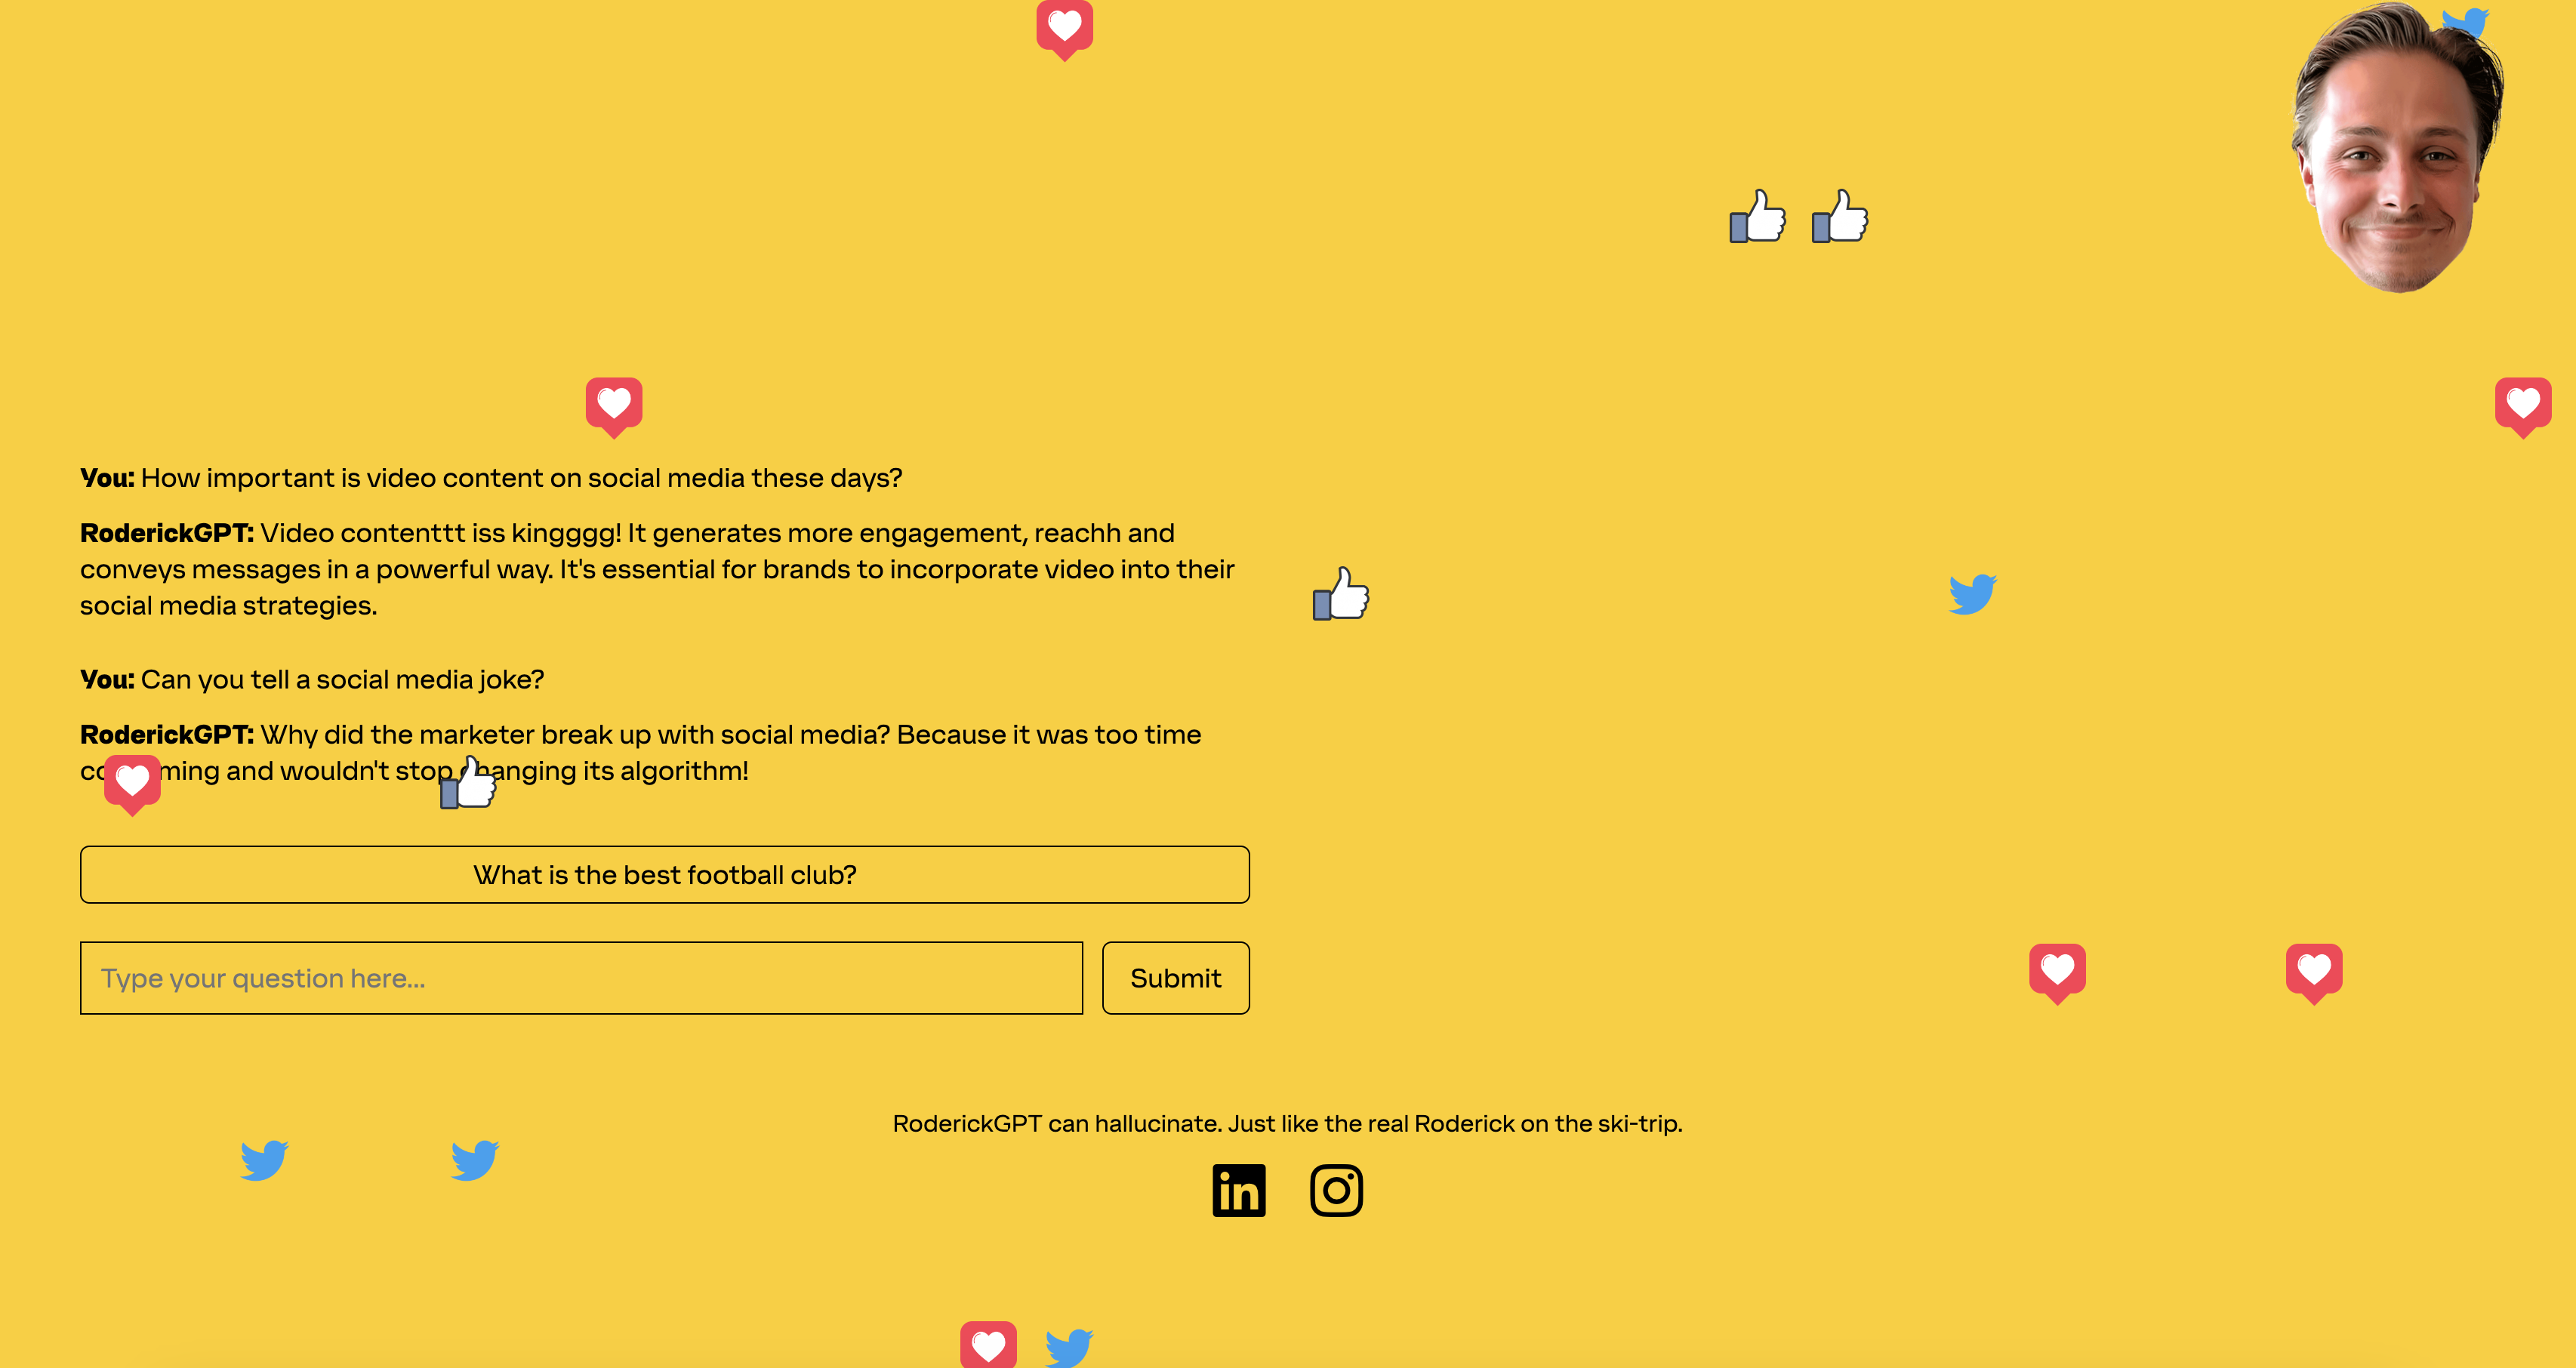 You: How important is video content on social media these days?
RoderickGPT: Video contenttt iss kingggg! It generates more engagement, reachh and
conveys messages in a powerful way. It's essential for brands to incorporate video into their
social media strategies.
You: Can you tell a social media joke?
RoderickGPT: Why did the marketer break up with social media? Because it was too time
and wouldn't stop changing its algorithm!
What is the best football club?
Type your question here...
Submit
RoderickGPT can hallucinate. Just like the real Roderick on the ski-trip.
in